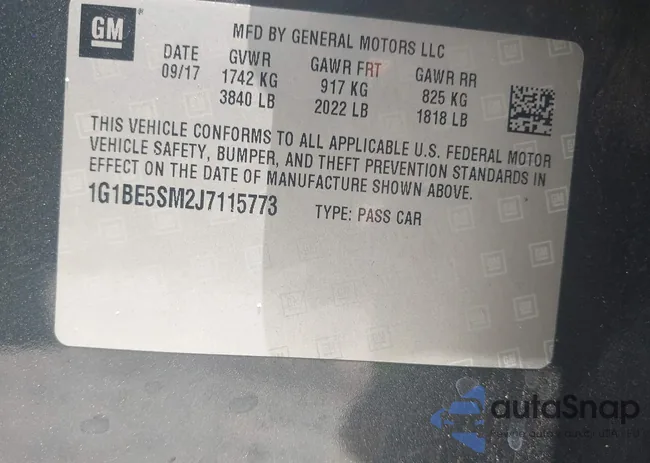 GM
MFD BY GENERAL MOTORS LLC
DATE GVWR GAWR FRT GAWR RR
09/17 1742 KG 917 KG 825 KG
3840 LB 2022 LB 1818 LB
THIS VEHICLE CONFORMS TO ALL APPLICABLE U.S. FEDERAL MOTOR
VEHICLE SAFETY, BUMPER, AND THEFT PREVENTION STANDARDS IN
EFFECT ON THE DATE OF MANUFACTURE SHOWN ABOVE.
1G1BE5SM2J7115773 TYPE: PASS CAR
autoSnap